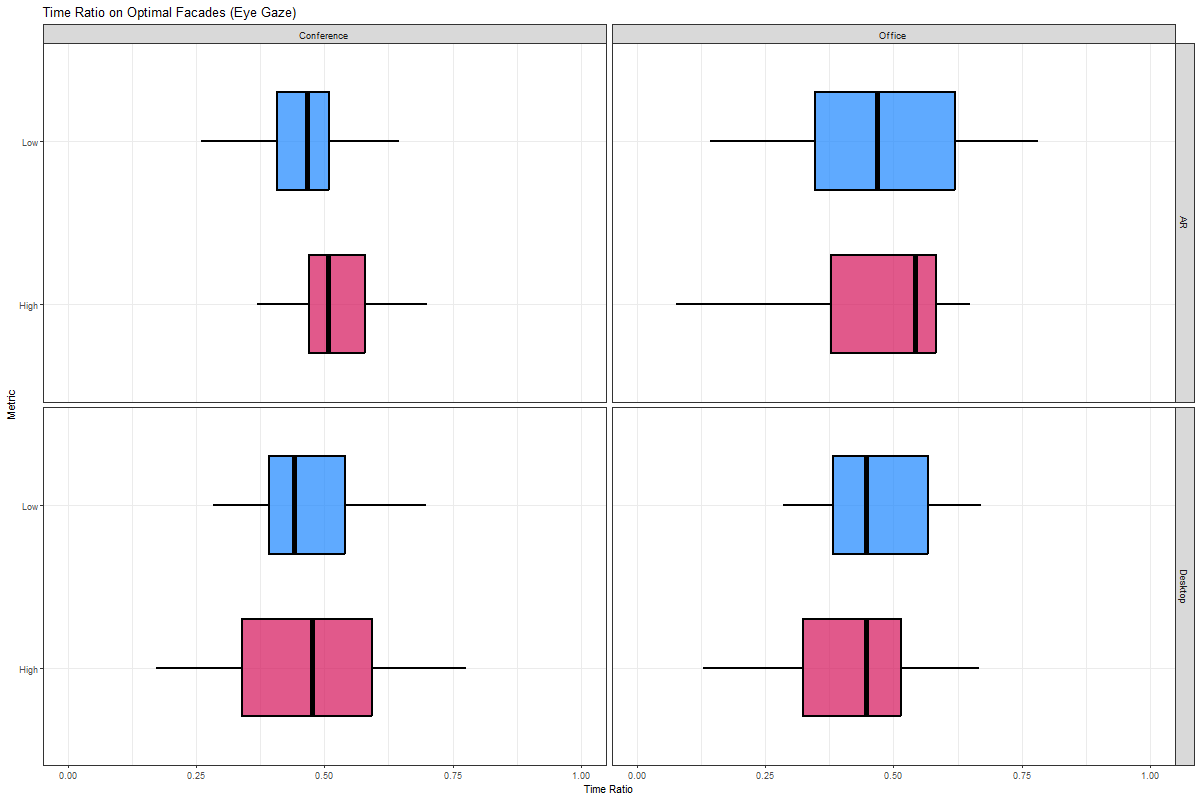 Time Ratio on Optimal Facades (Eye Gaze)
Conference
Office
Low
High
AR
Metric
Low
High
Desktop
0.00 0.25 0.50 0.75 1.00
0.00 0.25 0.50 0.75 1.00
Time Ratio